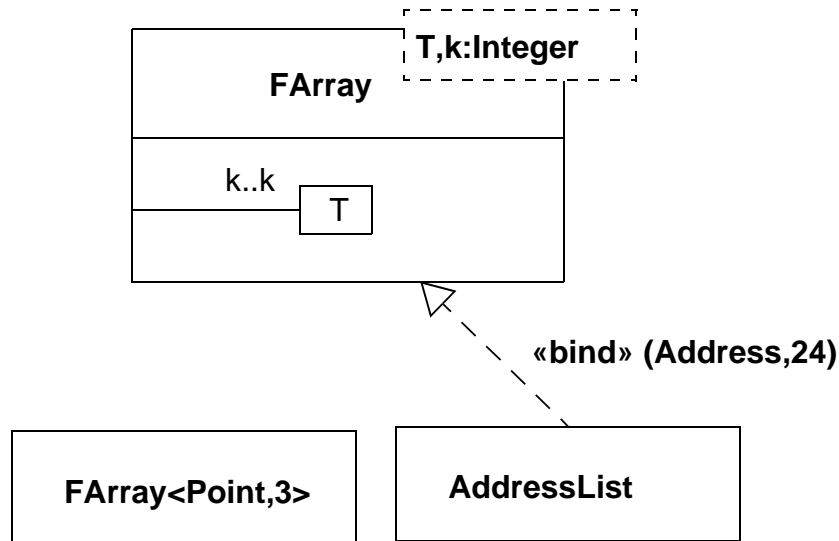 T,k:Integer
FArray
k..k
T
«bind» (Address,24)
FArray<Point,3>
AddressList